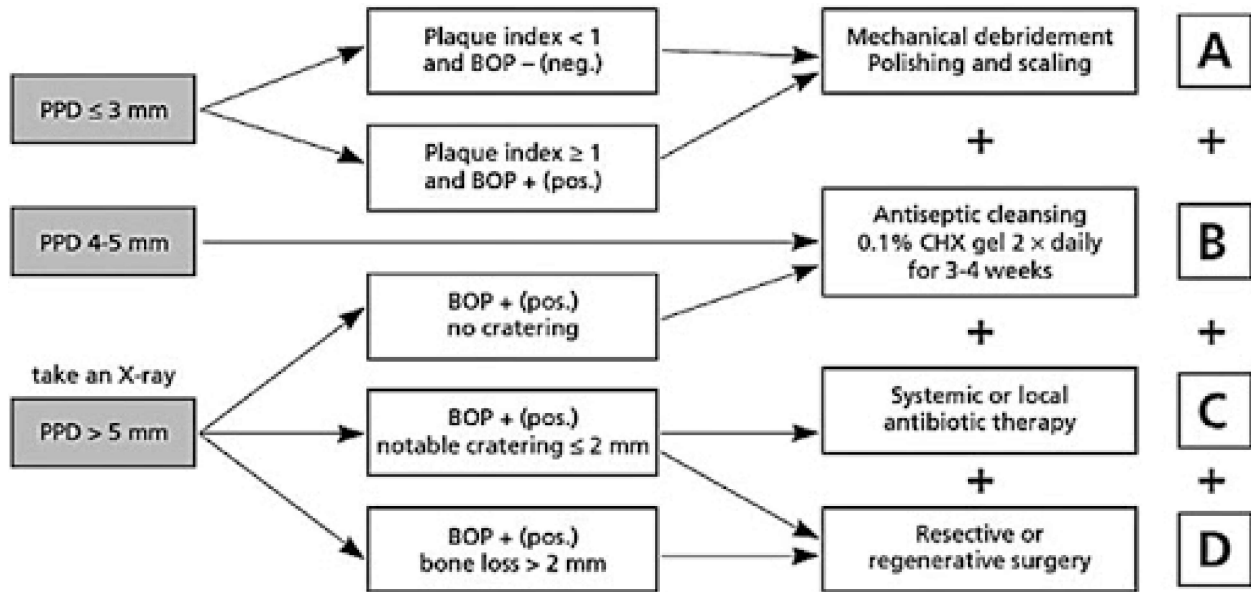 PPD ≤ 3 mm
Plaque index < 1
and BOP – (neg.)
Plaque index ≥ 1
and BOP + (pos.)
Mechanical debridement
Polishing and scaling
A
+
+
PPD 4-5 mm
Antiseptic cleansing
0.1% CHX gel 2 × daily
for 3-4 weeks
B
+
+
take an X-ray
PPD > 5 mm
BOP + (pos.)
no cratering
BOP + (pos.)
notable cratering ≤ 2 mm
BOP + (pos.)
bone loss > 2 mm
Systemic or local
antibiotic therapy
C
+
+
Resective or
regenerative surgery
D